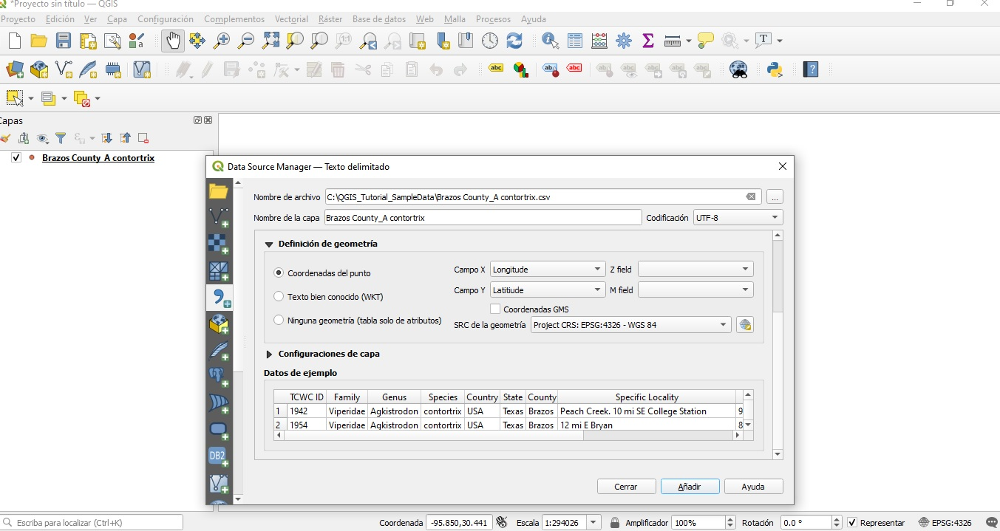 *Proyecto sin título — QGIS
Proyecto Edición Ver Capa Configuración Complementos Vectorial Ráster Base de datos Web Malla Procesos Ayuda
Capas
Brazos County_A contortrix
Data Source Manager — Texto delimitado
Nombre de archivo C:\QGIS_Tutorial_SampleData\Brazos County_A contortrix.csv ...
Nombre de la capa Brazos County_A contortrix Codificación UTF-8
Definición de geometría
Coordenadas del punto Campo X Longitude Z field
Texto bien conocido (WKT) Campo Y Latitiude M field
Coordenadas GMS
Ninguna geometría (tabla solo de atributos) SRC de la geometría Project CRS: EPSG:4326 - WGS 84
Configuraciones de capa
Datos de ejemplo
TCWC ID Family Genus Species Country State County Specific Locality
1 1942 Viperidae Agkistrodon contortrix USA Texas Brazos Peach Creek. 10 mi SE College Station 9
2 1954 Viperidae Agkistrodon contortrix USA Texas Brazos 12 mi E Bryan 8
DB2
Cerrar Añadir Ayuda
Escriba para localizar (Ctrl+K) Coordenada -95.850,30.441 Escala 1:294026 Amplificador 100% Rotación 0.0 ° Representar EPSG:4326